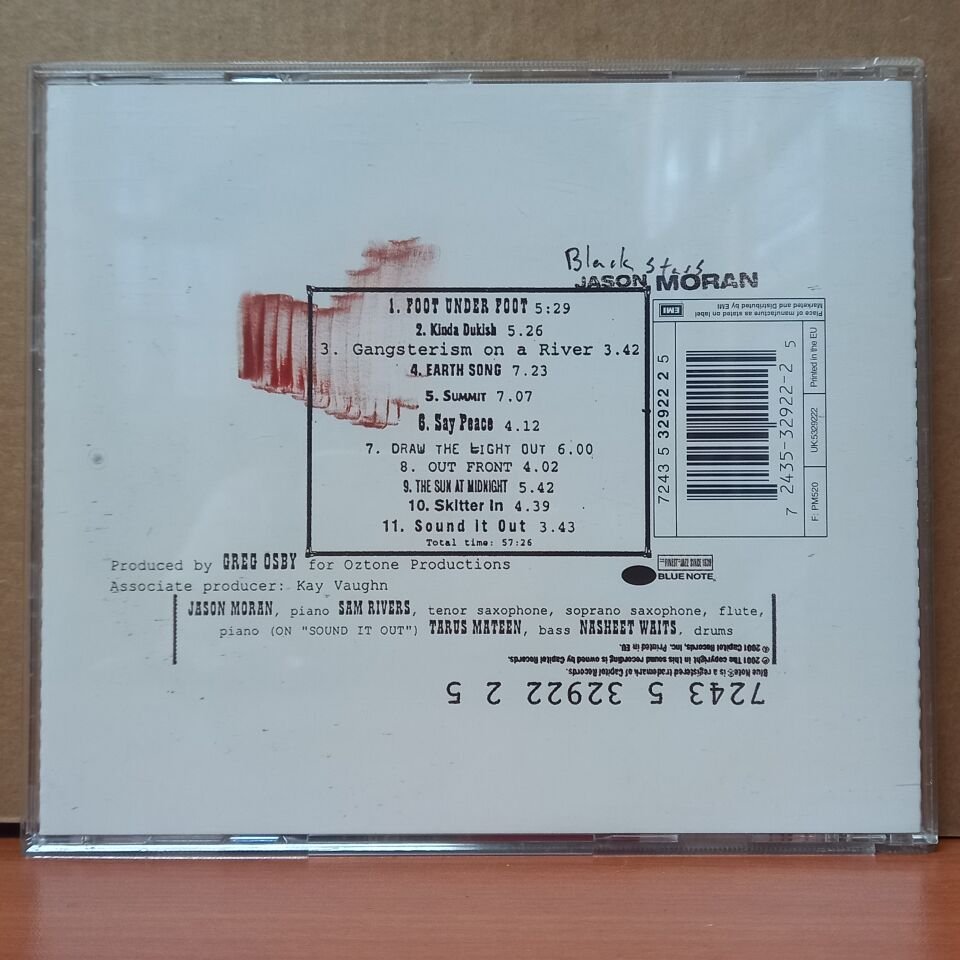 Black Stars
JASON MORAN
1. FOOT UNDER FOOT 5:29
2. Kinda Dukish 5.26
3. Gangsterism on a River 3.42
4. EARTH SONG 7.23
5. SUMMIT 7.07
6. Say Peace 4.12
7. DRAW THE LIGHT OUT 6.00
8. OUT FRONT 4.02
9. THE SUN AT MIDNIGHT 5.42
10. Skitter In 4.39
11. Sound it Out 3.43
Total time: 57:26
EMI
Place of manufacture as stated on label
Marketed and Distributed by EMI
7243 5 32922 2 5
7 2435-32922-2 5
Printed in the EU
UK:5329222
F: PM520
Produced by GREG OSBY for Oztone Productions
Associate producer: Kay Vaughn
THE FINEST IN JAZZ SINCE 1939
BLUE NOTE
JASON MORAN, piano SAM RIVERS, tenor saxophone, soprano saxophone, flute,
piano (ON "SOUND IT OUT") TARUS MATEEN, bass NASHEET WAITS, drums
Blue Note® is a registered trademark of Capitol Records.
℗ 2001 The copyright in this sound recording is owned by Capitol Records.
© 2001 Capitol Records, Inc. Printed in EU.
7243 5 32922 2 5